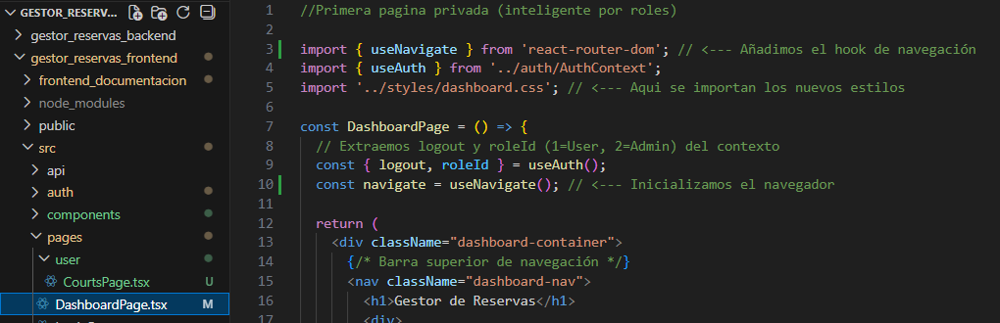 GESTOR_RESERV...
gestor_reservas_backend
gestor_reservas_frontend
frontend_documentacion
node_modules
public
src
api
auth
components
pages
user
CourtsPage.tsx U
DashboardPage.tsx M
1 //Primera pagina privada (inteligente por roles)
2
3 import { useNavigate } from 'react-router-dom'; // <--- Añadimos el hook de navegación
4 import { useAuth } from '../auth/AuthContext';
5 import '../styles/dashboard.css'; // <--- Aqui se importan los nuevos estilos
6
7 const DashboardPage = () => {
8 // Extraemos logout y roleId (1=User, 2=Admin) del contexto
9 const { logout, roleId } = useAuth();
10 const navigate = useNavigate(); // <--- Inicializamos el navegador
11
12 return (
13 <div className="dashboard-container">
14 {/* Barra superior de navegación */}
15 <nav className="dashboard-nav">
16 <h1>Gestor de Reservas</h1>
17 <div>